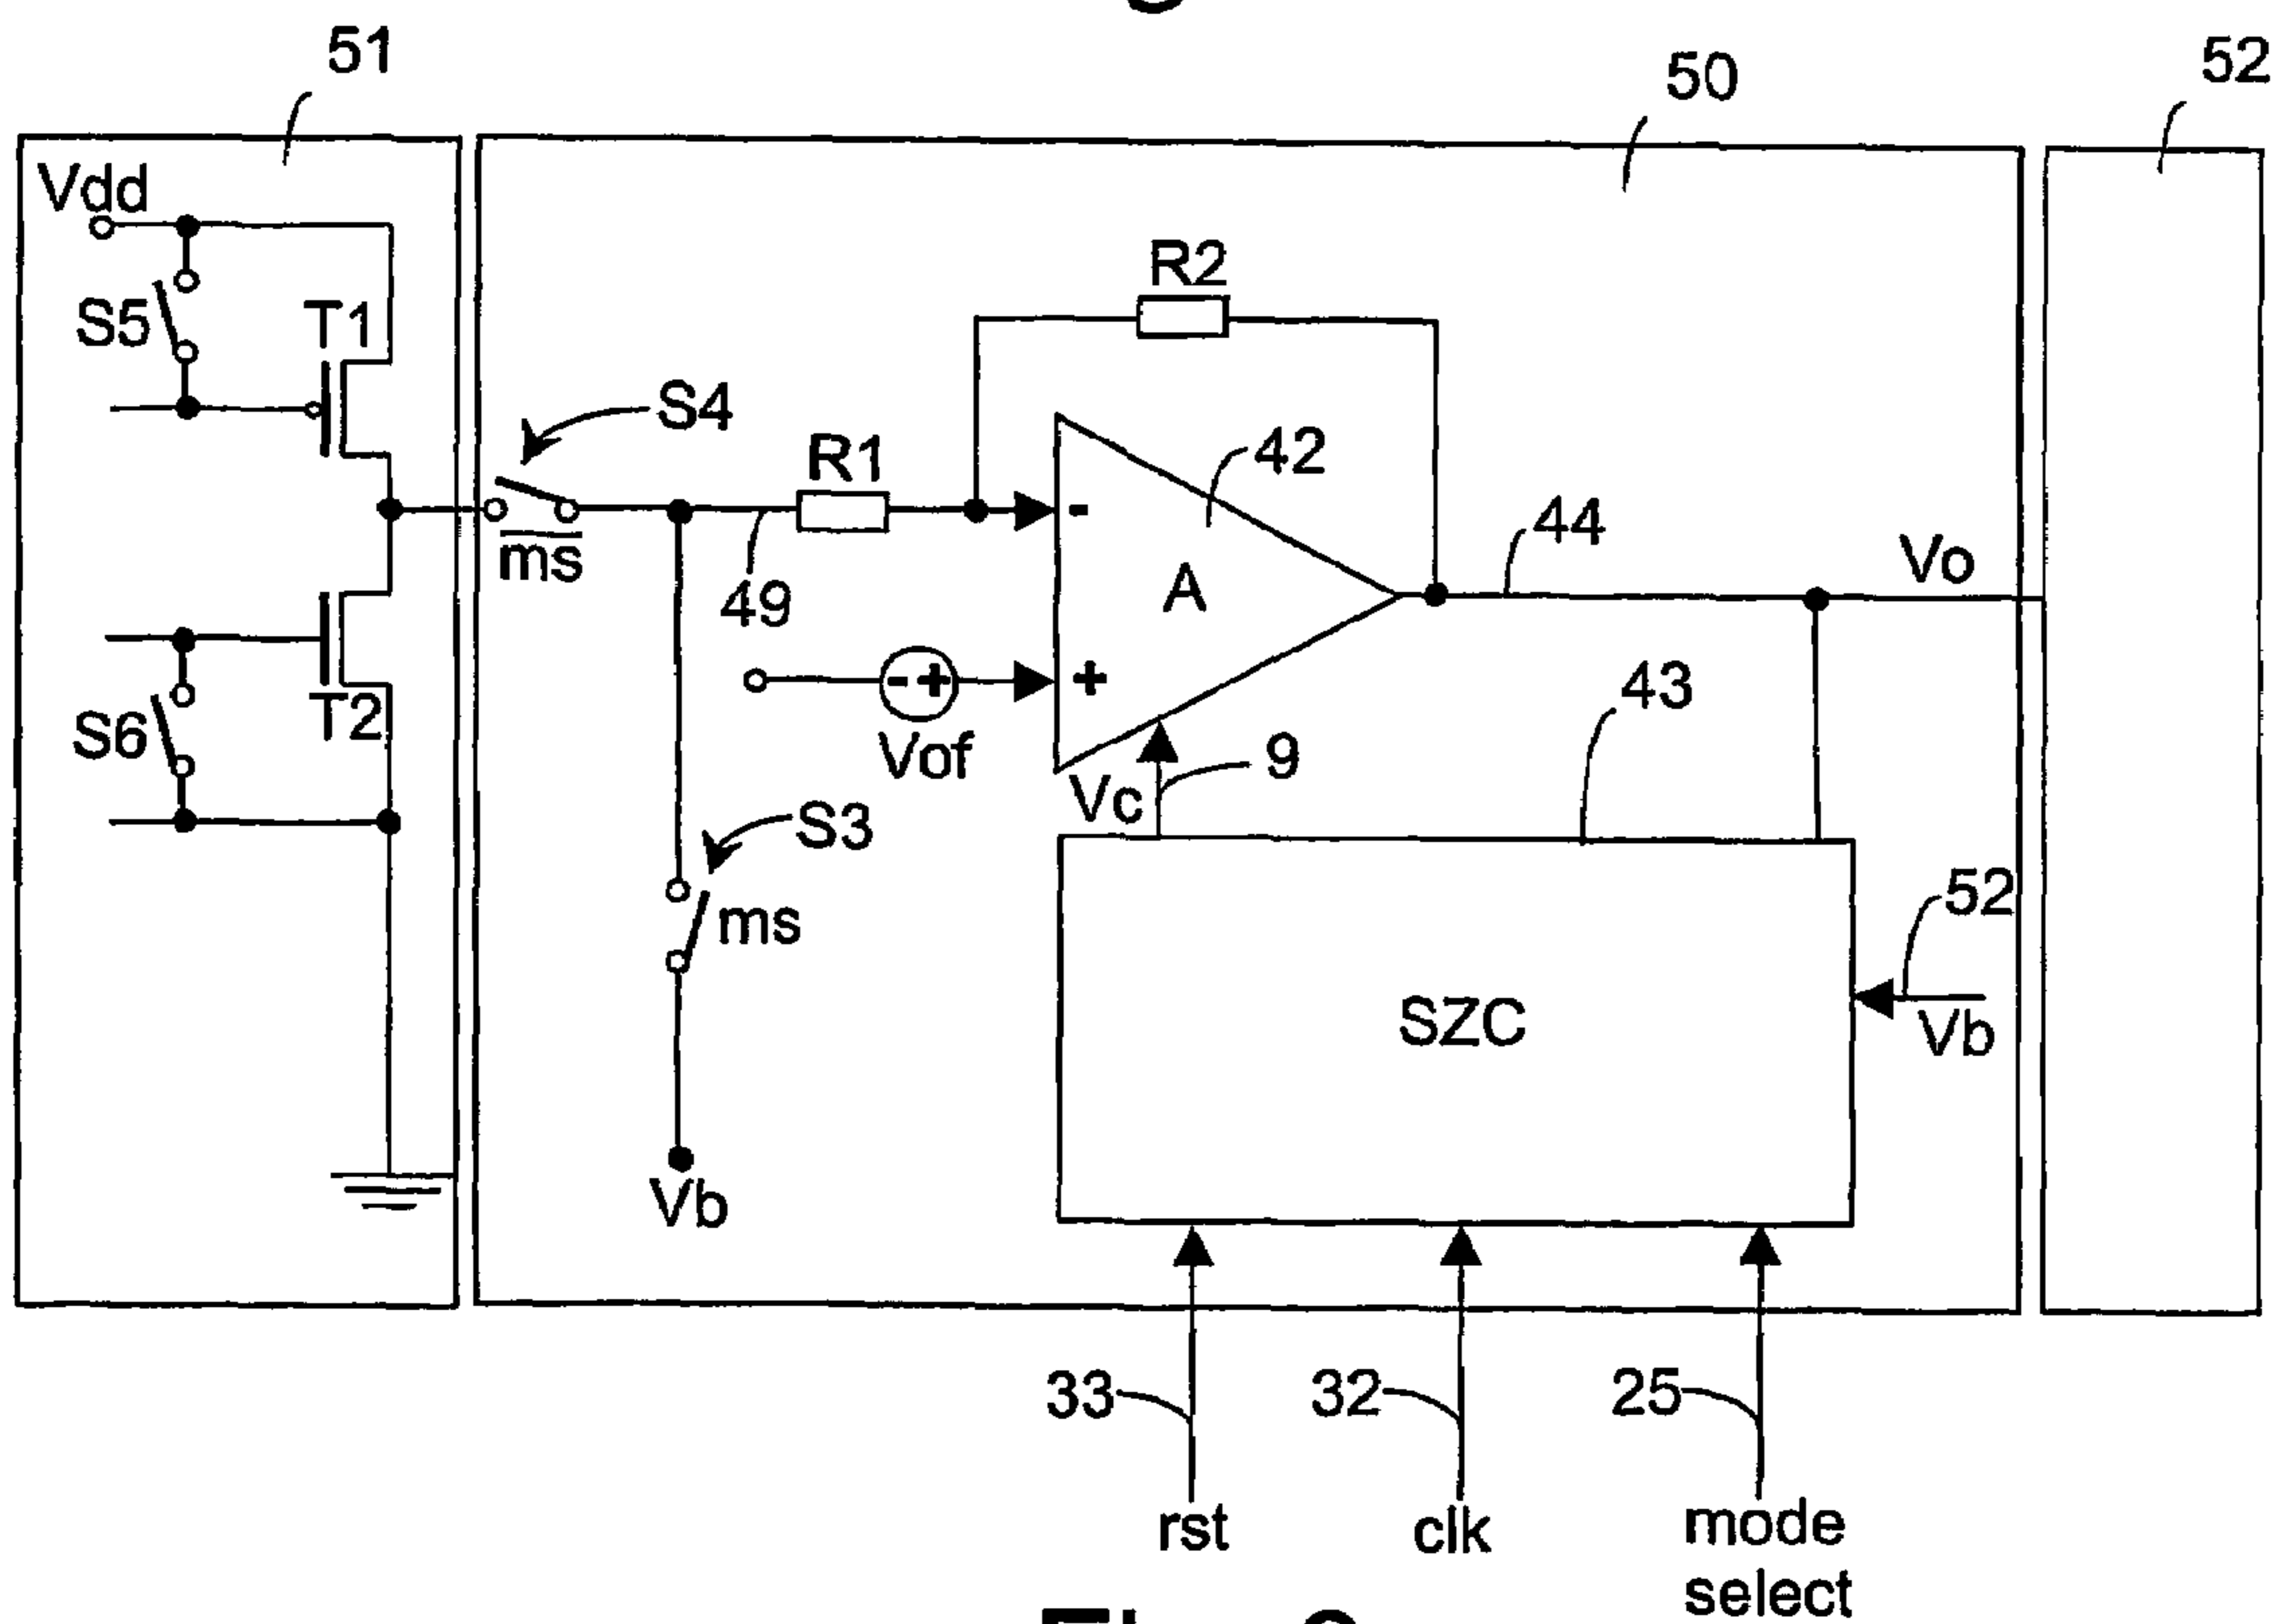 51
50
52
Vdd
R2
S5
T1
S4
R1
42
44
Vo
ms
49
A
-
+
43
T2
S6
- +
Vof
9
Vc
S3
ms
52
SZC
Vb
Vb
33
32
25
rst
clk
mode
select